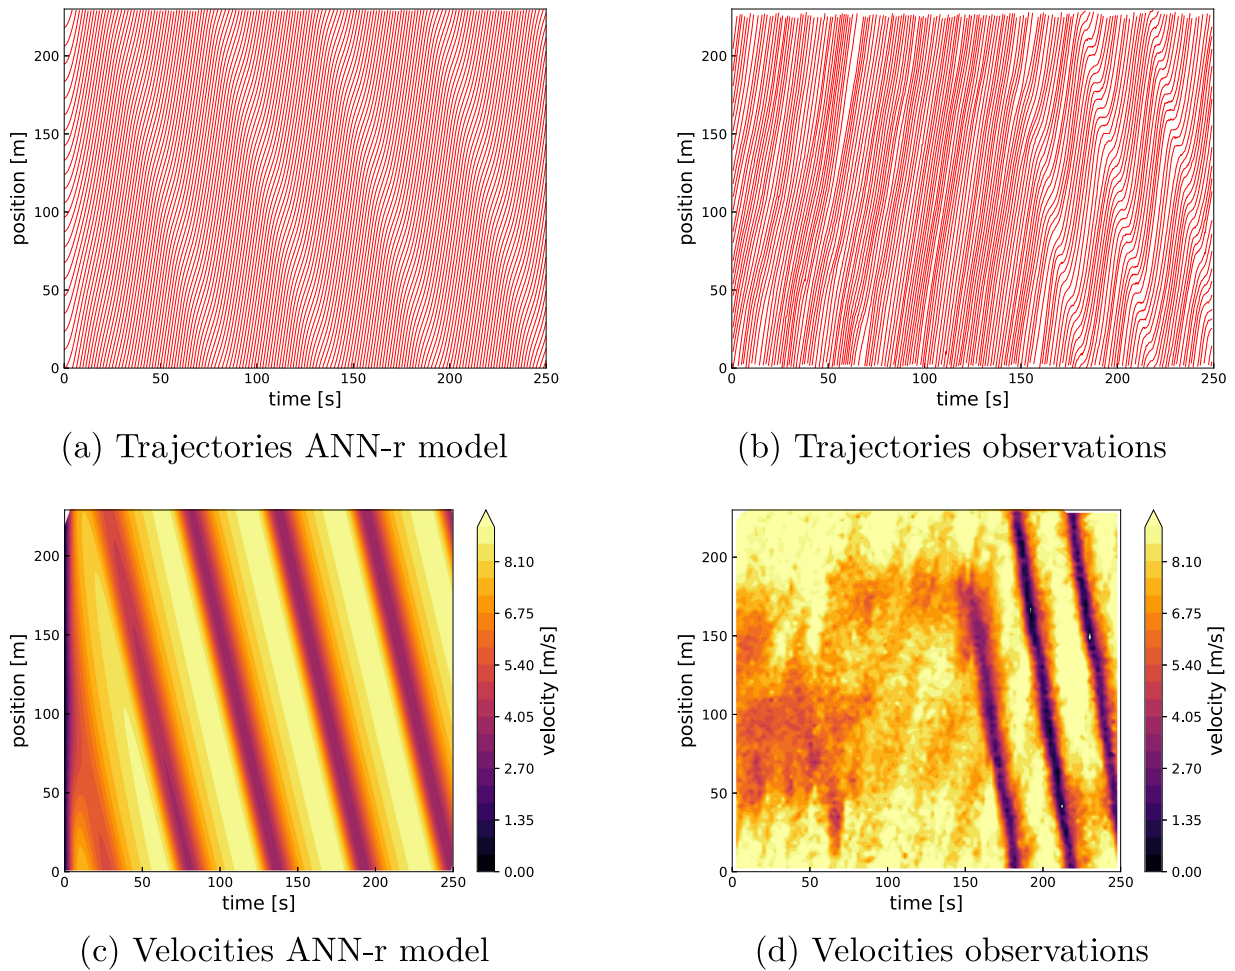 200
150
100
50
0
position [m]
0 50 100 150 200 250
time [s]
(a) Trajectories ANN-r model
200
150
100
50
0
position [m]
0 50 100 150 200 250
time [s]
(b) Trajectories observations
200
150
100
50
0
position [m]
0 50 100 150 200 250
time [s]
8.10
6.75
5.40
4.05
2.70
1.35
0.00
velocity [m/s]
(c) Velocities ANN-r model
200
150
100
50
0
position [m]
0 50 100 150 200 250
time [s]
8.10
6.75
5.40
4.05
2.70
1.35
0.00
velocity [m/s]
(d) Velocities observations